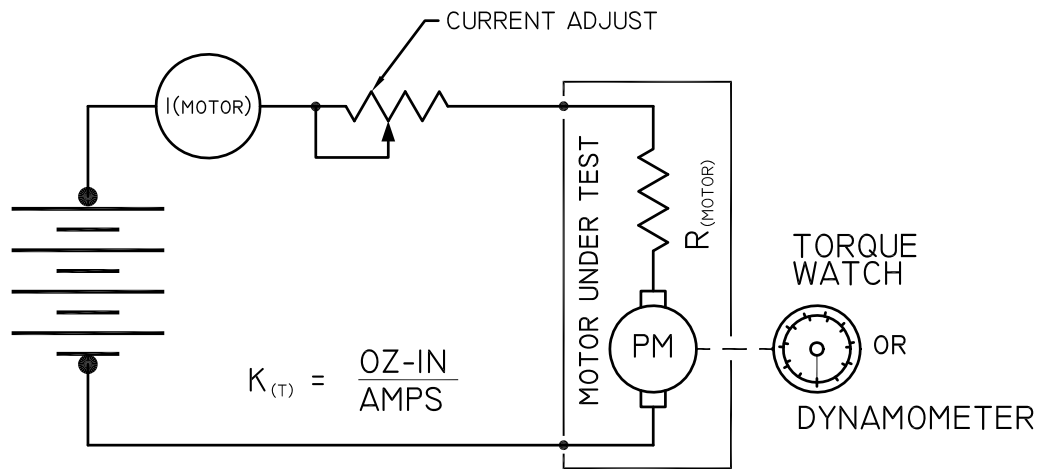 CURRENT ADJUST
I(MOTOR)
MOTOR UNDER TEST
R(MOTOR)
TORQUE
WATCH
PM
OR
K(T) = OZ-IN
AMPS
DYNAMOMETER